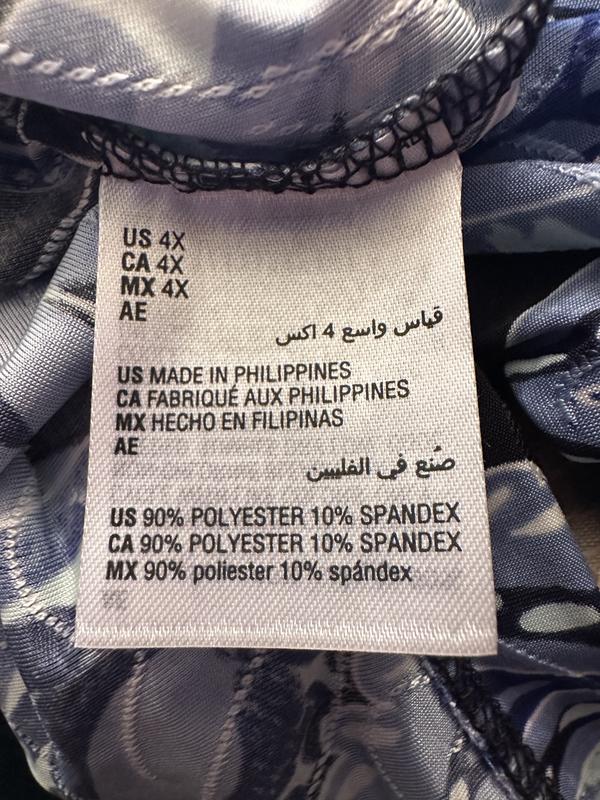 US 4X
CA 4X
MX 4X
AE
قياس واسع 4 اكس
US MADE IN PHILIPPINES
CA FABRIQUÉ AUX PHILIPPINES
MX HECHO EN FILIPINAS
AE
صُنع في الفليبين
US 90% POLYESTER 10% SPANDEX
CA 90% POLYESTER 10% SPANDEX
MX 90% poliester 10% spándex